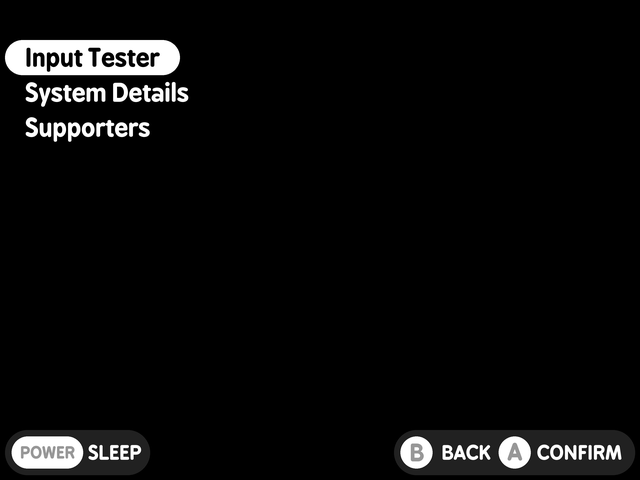 Input Tester
System Details
Supporters
POWER SLEEP B BACK A CONFIRM